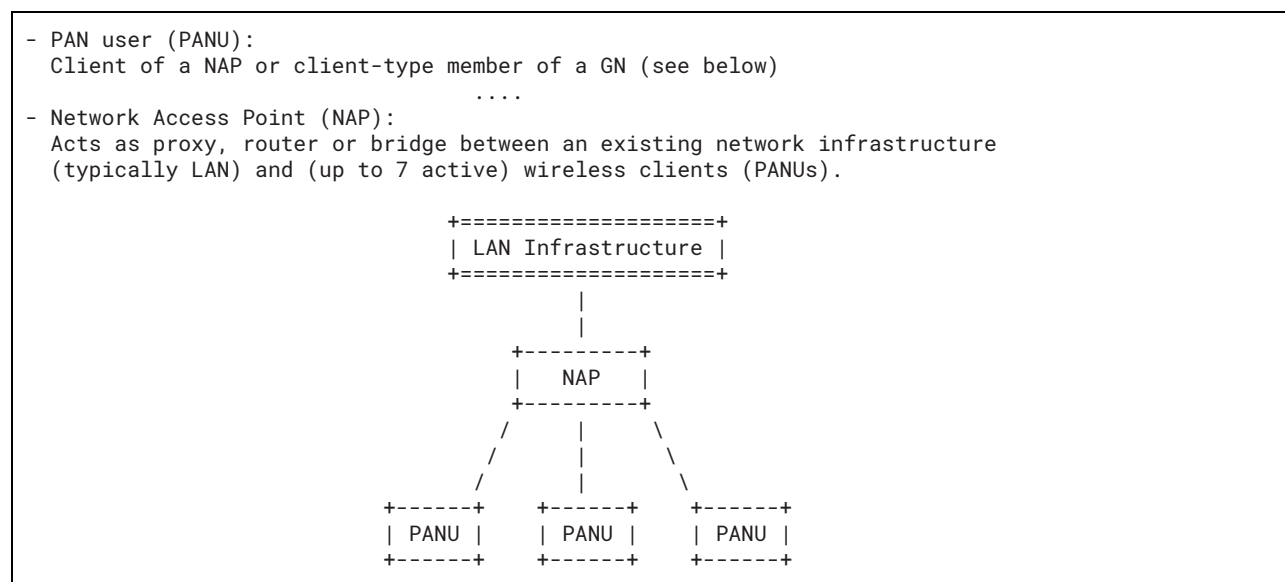 - PAN user (PANU):
  Client of a NAP or client-type member of a GN (see below)
                                   ....
- Network Access Point (NAP):
  Acts as proxy, router or bridge between an existing network infrastructure
  (typically LAN) and (up to 7 active) wireless clients (PANUs).

                                 +====================+
                                 | LAN Infrastructure |
                                 +====================+
                                           |
                                           |
                                      +---------+
                                      |   NAP   |
                                      +---------+
                                     /     |     \
                                    /      |      \
                                   /       |       \
                            +------+    +------+    +------+
                            | PANU |    | PANU |    | PANU |
                            +------+    +------+    +------+